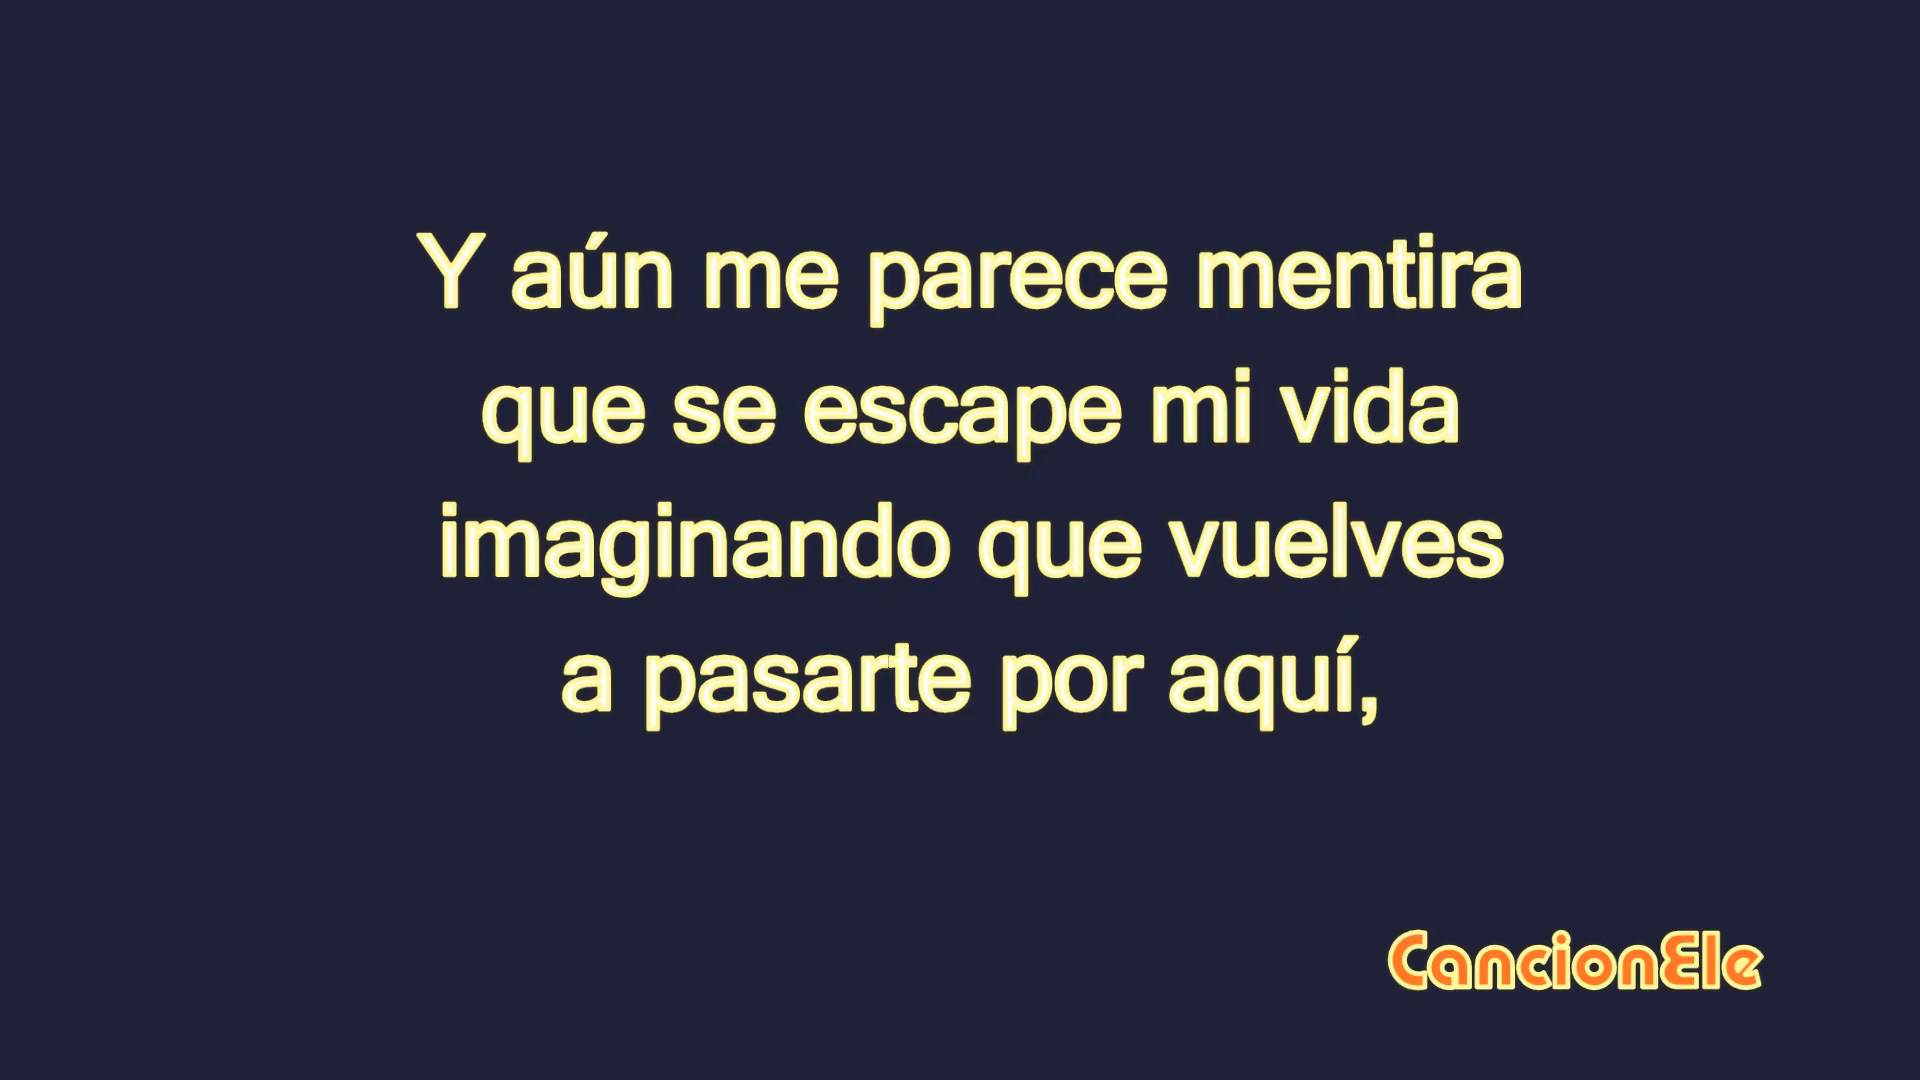 Y aún me parece mentira
que se escape mi vida
imaginando que vuelves
a pasarte por aquí,
CancionEle